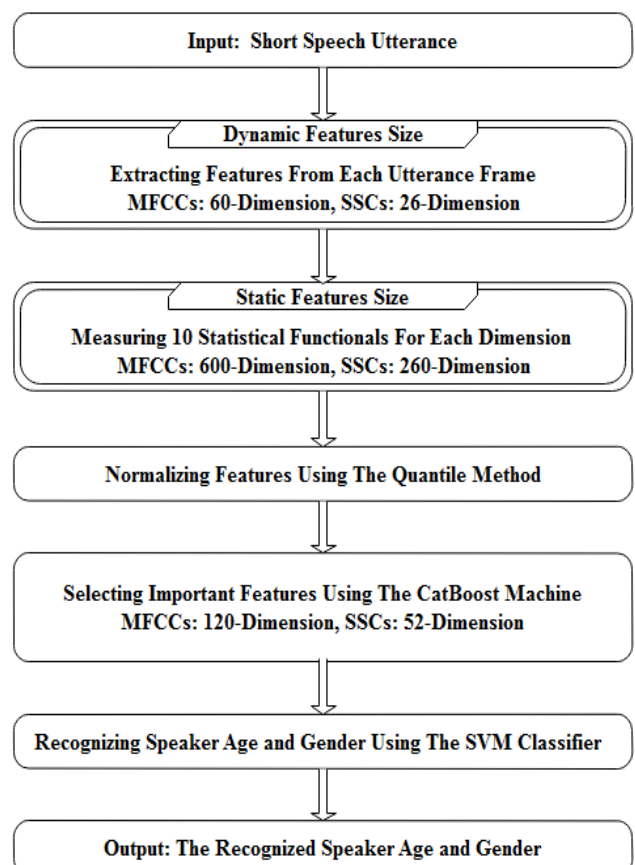 Input: Short Speech Utterance
Dynamic Features Size
Extracting Features From Each Utterance Frame
MFCCs: 60-Dimension, SSCs: 26-Dimension
Static Features Size
Measuring 10 Statistical Functionals For Each Dimension
MFCCs: 600-Dimension, SSCs: 260-Dimension
Normalizing Features Using The Quantile Method
Selecting Important Features Using The CatBoost Machine
MFCCs: 120-Dimension, SSCs: 52-Dimension
Recognizing Speaker Age and Gender Using The SVM Classifier
Output: The Recognized Speaker Age and Gender